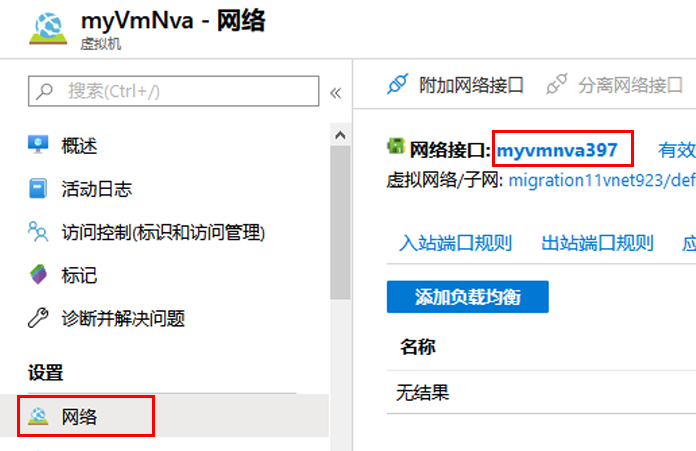 myVmNva - 网络
虚拟机
搜索(Ctrl+/)
«
概述
活动日志
访问控制(标识和访问管理)
标记
诊断并解决问题
设置
网络
附加网络接口 分离网络接口
网络接口: myvmnva397 有效
虚拟网络/子网: migration11vnet923/def
入站端口规则 出站端口规则 应
添加负载均衡
名称
无结果